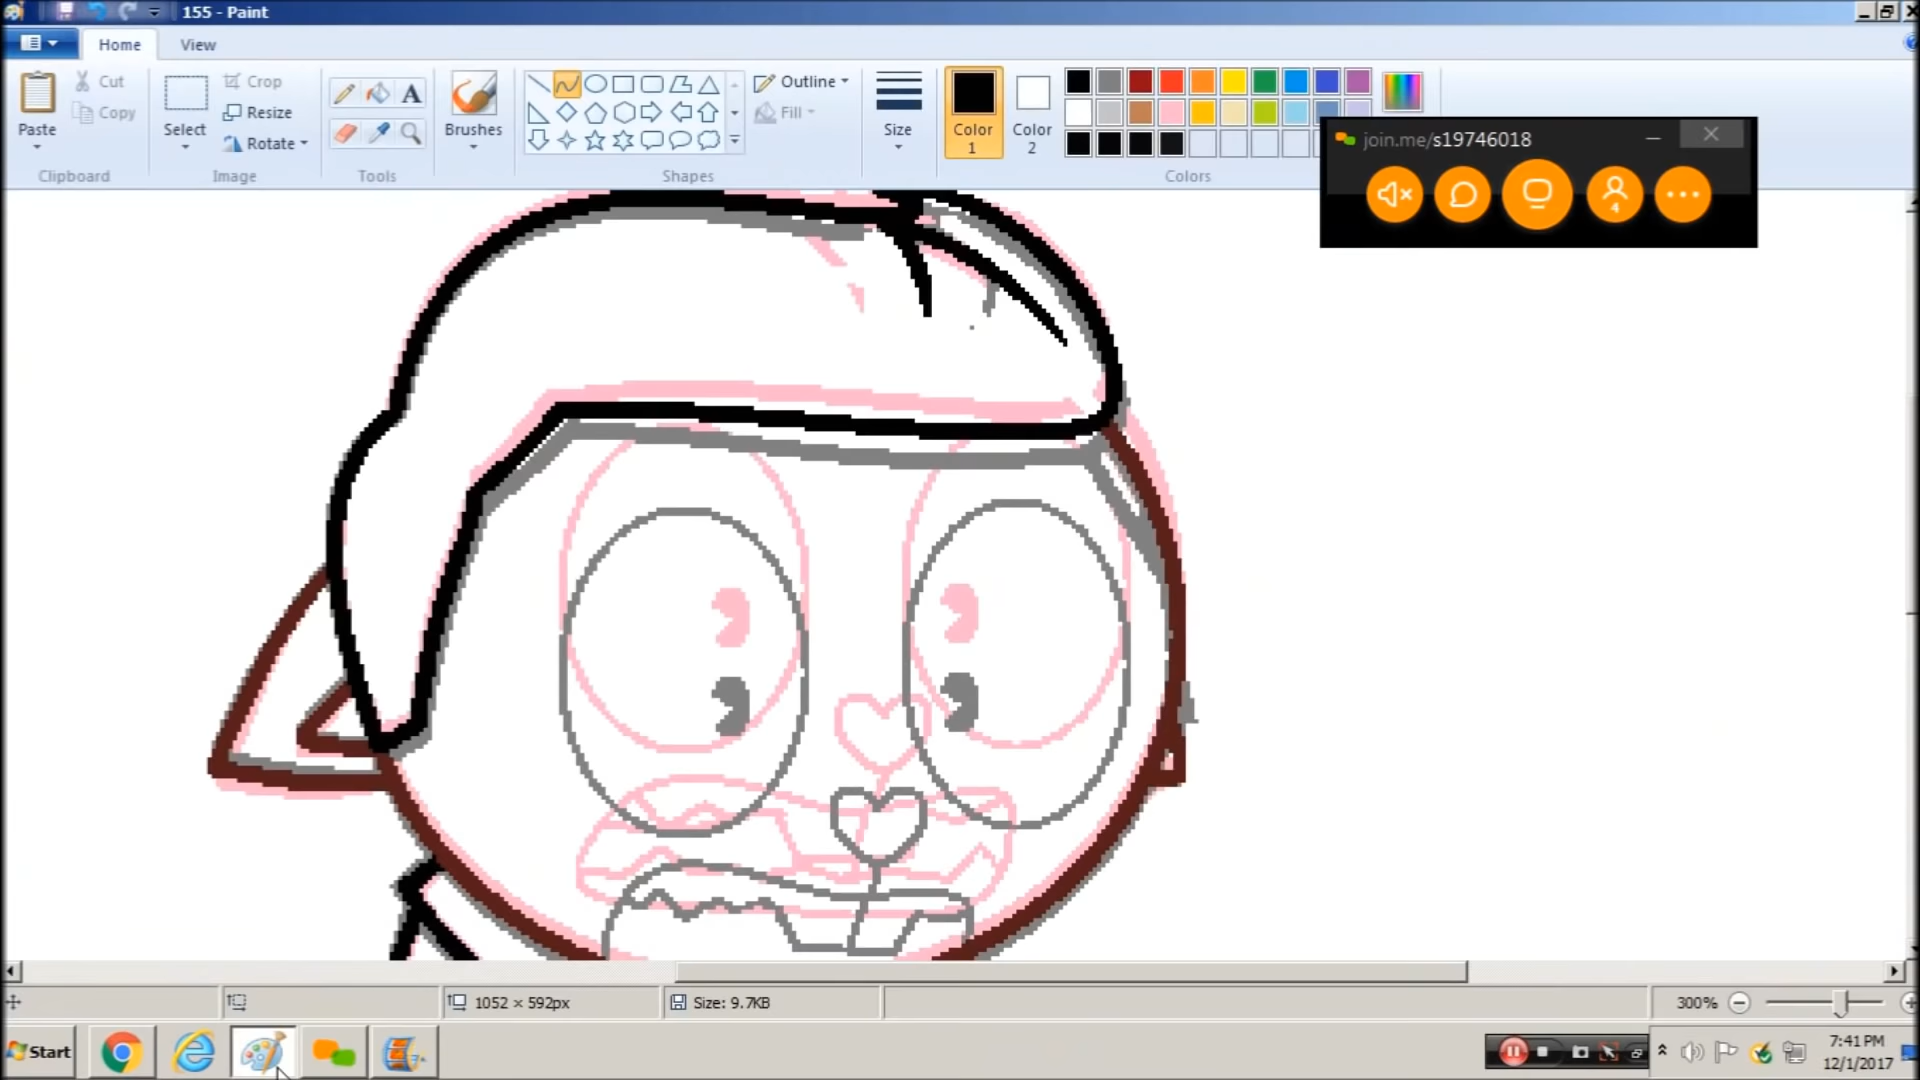 155 - Paint
Home View
Paste
Cut
Copy
Clipboard
Select
Crop
Resize
Rotate
Image
A
Tools
Brushes
Outline
Fill
Shapes
Size
Color
1
Color
2
Colors
join.me/s19746018
4
1052 × 592px
Size: 9.7KB
300%
Start
7:41 PM
12/1/2017